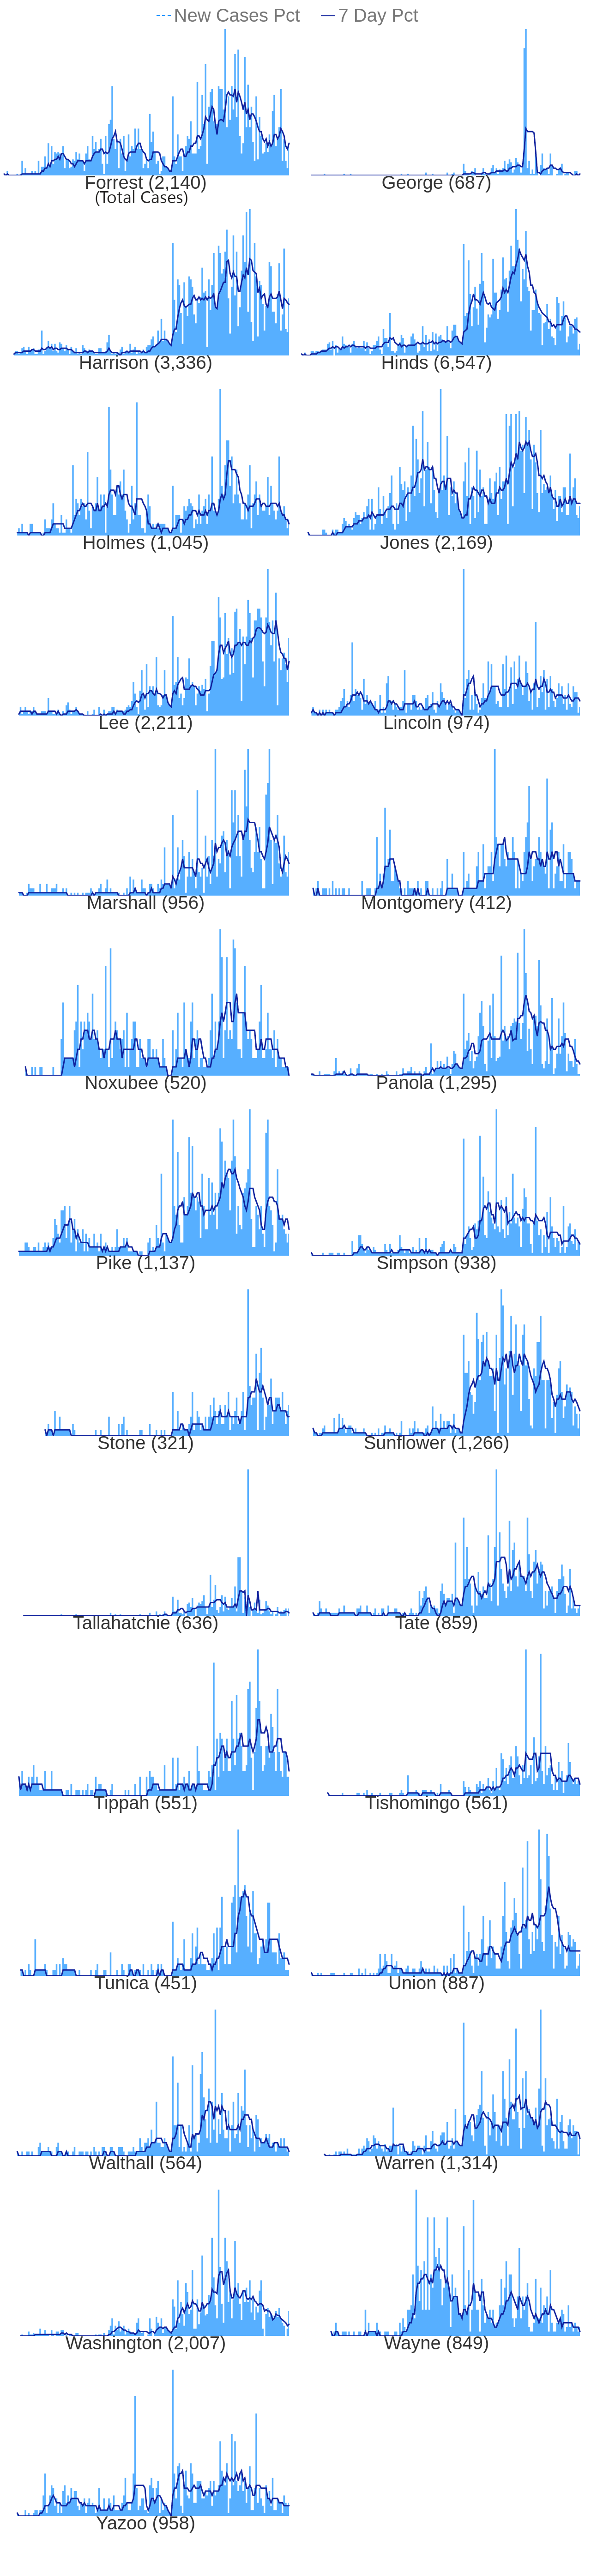 New Cases Pct 7 Day Pct
Forrest (2,140) George (687)
(Total Cases)
Harrison (3,336) Hinds (6,547)
Holmes (1,045) Jones (2,169)
Lee (2,211) Lincoln (974)
Marshall (956) Montgomery (412)
Noxubee (520) Panola (1,295)
Pike (1,137) Simpson (938)
Stone (321) Sunflower (1,266)
Tallahatchie (636) Tate (859)
Tippah (551) Tishomingo (561)
Tunica (451) Union (887)
Walthall (564) Warren (1,314)
Washington (2,007) Wayne (849)
Yazoo (958)